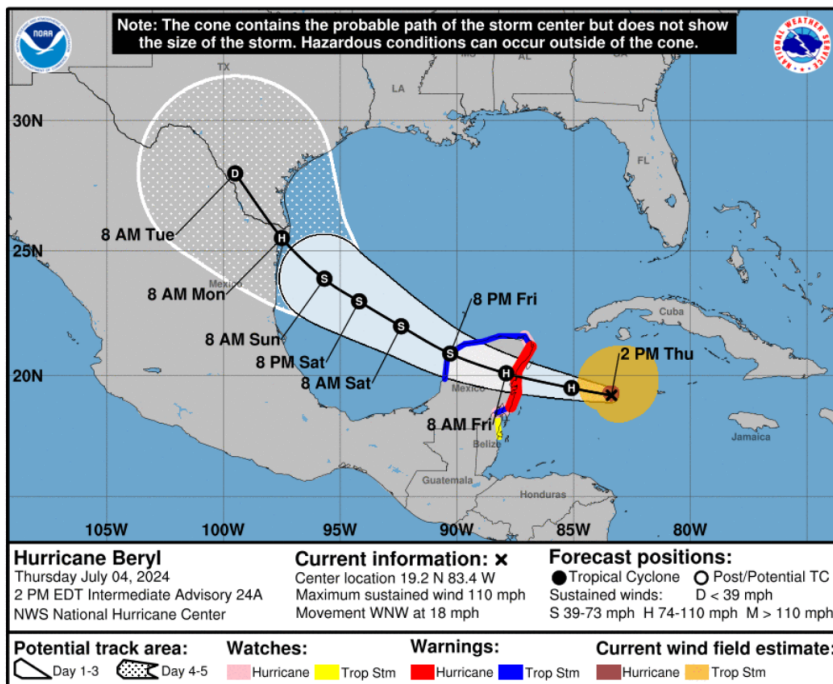 Note: The cone contains the probable path of the storm center but does not show
the size of the storm. Hazardous conditions can occur outside of the cone.
NOAA
NATIONAL WEATHER SERVICE
TX
LA
AL
30N
FL
8 AM Tue
25N
8 AM Mon
Mexico
8 PM Fri
Cuba
8 AM Sun
2 PM Thu
8 PM Sat
8 AM Sat
20N
Mexico
8 AM Fri
Jamaica
Belize
Guatemala
Honduras
105W 100W 95W 90W 85W 80W
D
H
S
S
S
S
H
H
Hurricane Beryl
Thursday July 04, 2024
2 PM EDT Intermediate Advisory 24A
NWS National Hurricane Center
Current information: ×
Center location 19.2 N 83.4 W
Maximum sustained wind 110 mph
Movement WNW at 18 mph
Forecast positions:
Tropical Cyclone Post/Potential TC
Sustained winds: D < 39 mph
S 39-73 mph H 74-110 mph M > 110 mph
Potential track area:
Day 1-3 Day 4-5
Watches:
Hurricane Trop Stm
Warnings:
Hurricane Trop Stm
Current wind field estimate:
Hurricane Trop Stm